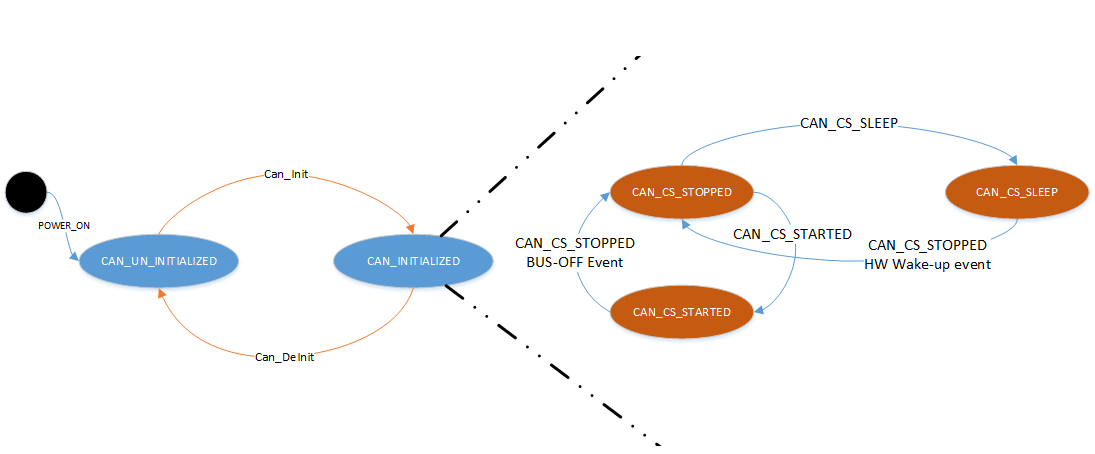 CAN_CS_SLEEP
Can_Init
CAN_CS_STOPPED
CAN_CS_SLEEP
POWER_ON
CAN_CS_STARTED
CAN_CS_STOPPED
BUS-OFF Event
CAN_CS_STOPPED
HW Wake-up event
CAN_UN_INITIALIZED
CAN_INITIALIZED
CAN_CS_STARTED
Can_DeInit